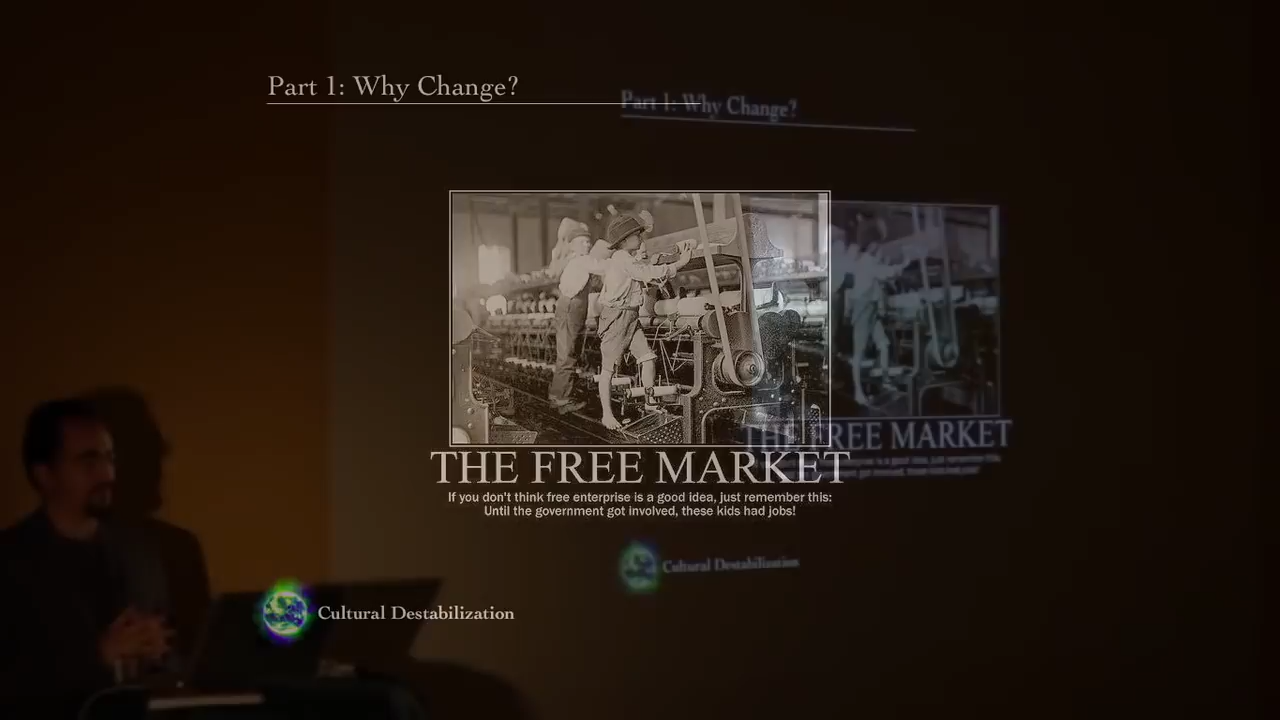 Part 1: Why Change?
Part 1: Why Change?
THE FREE MARKET
THE FREE MARKET
If you don't think free enterprise is a good idea, just remember this:
Until the government got involved, these kids had jobs!
Cultural Destabilization
Cultural Destabilization